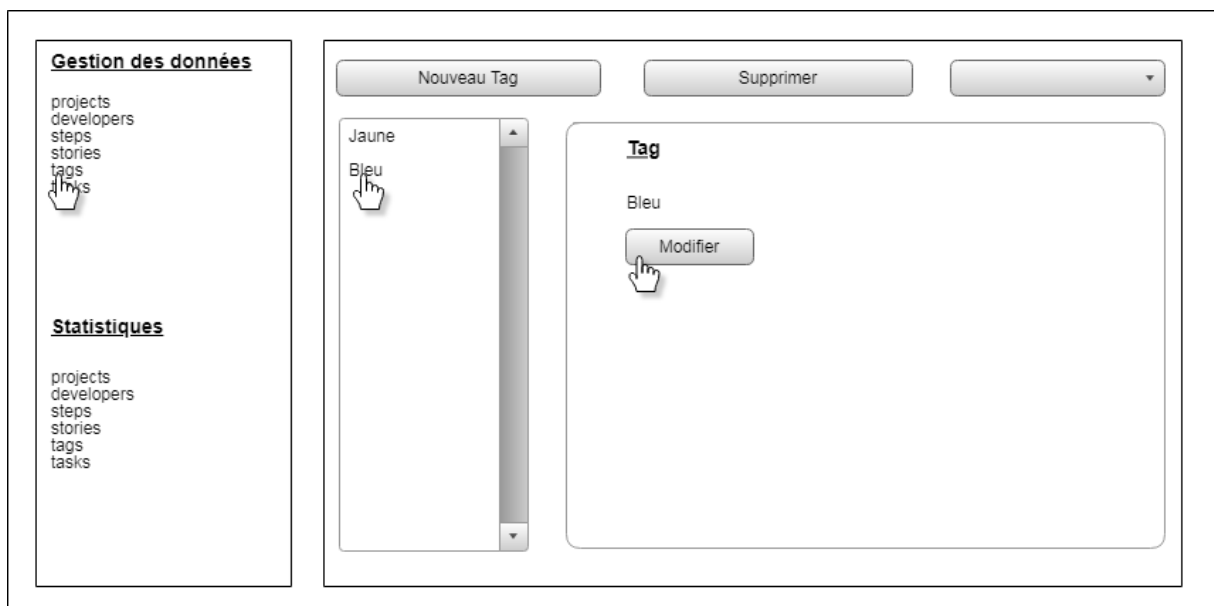 Gestion des données
projects
developers
steps
stories
tags
tasks
Statistiques
projects
developers
steps
stories
tags
tasks
Nouveau Tag
Supprimer
Jaune
Bleu
Tag
Bleu
Modifier